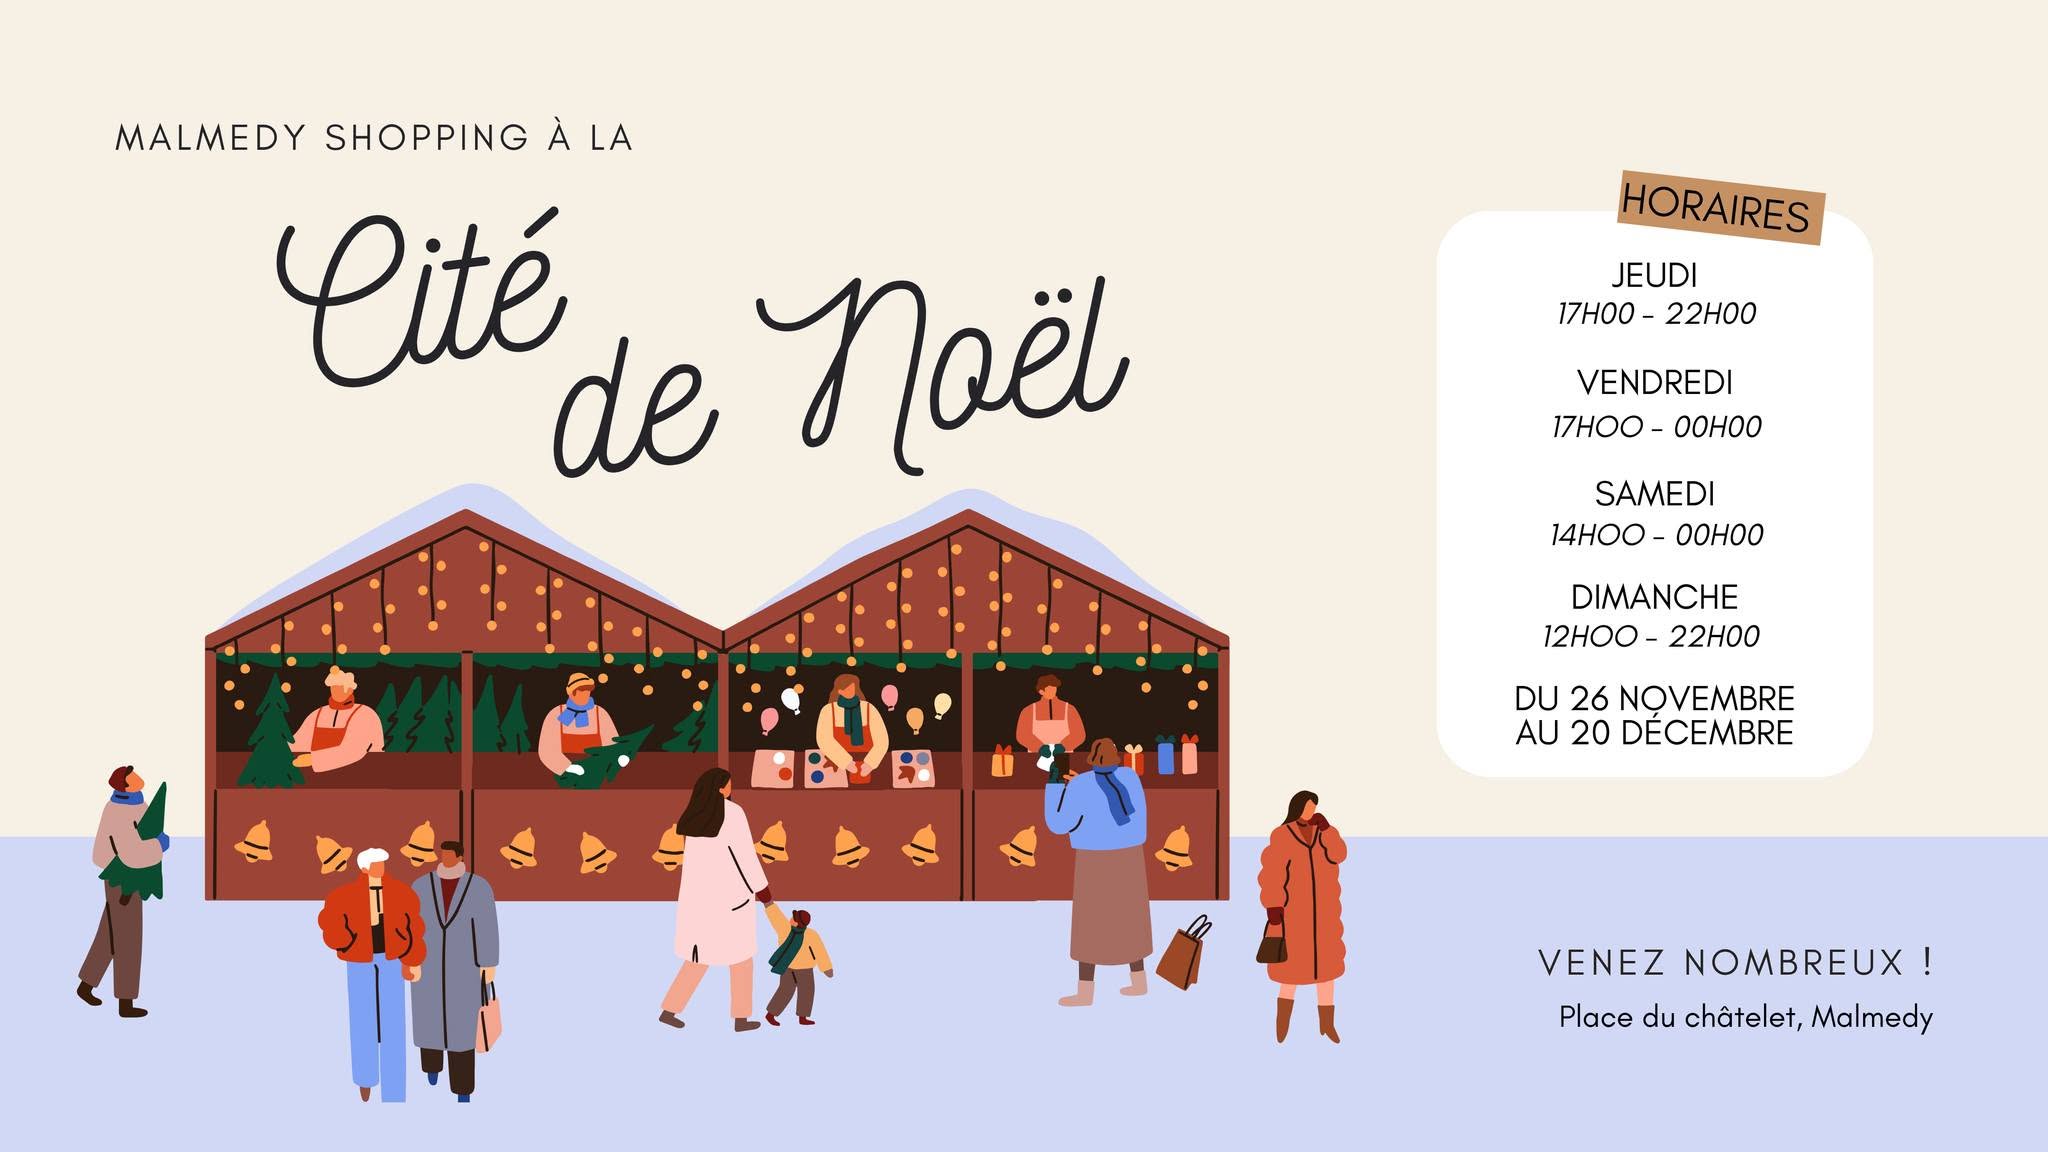 MALMEDY SHOPPING À LA
Cité
de Noël
HORAIRES
JEUDI
17H00 - 22H00
VENDREDI
17HOO - 00H00
SAMEDI
14HOO - 00H00
DIMANCHE
12HOO - 22H00
DU 26 NOVEMBRE
AU 20 DÉCEMBRE
VENEZ NOMBREUX !
Place du châtelet, Malmedy